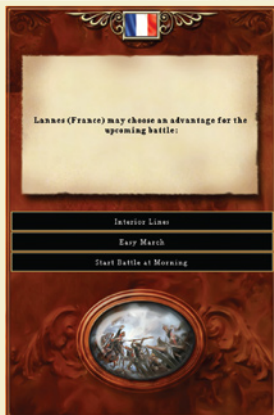 Lannes (France) may choose an advantage for the
upcoming battle:
Interior Lines
Easy March
Start Battle at Morning